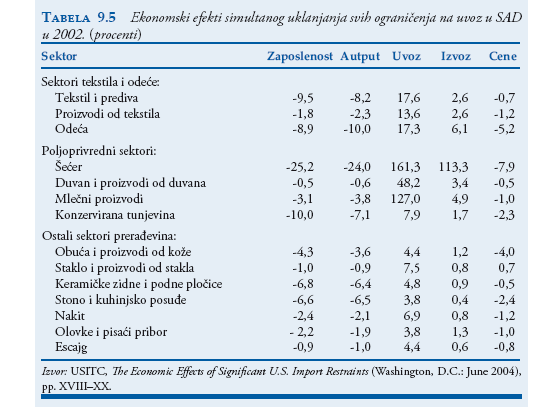 TABELA 9.5 Ekonomski efekti simultanog uklanjanja svih ograničenja na uvoz u SAD
u 2002. (procenti)
Sektor Zaposlenost Autput Uvoz Izvoz Cene
Sektori tekstila i odeće:
Tekstil i prediva -9,5 -8,2 17,6 2,6 -0,7
Proizvodi od tekstila -1,8 -2,3 13,6 2,6 -1,2
Odeća -8,9 -10,0 17,3 6,1 -5,2
Poljoprivredni sektori:
Šećer -25,2 -24,0 161,3 113,3 -7,9
Duvan i proizvodi od duvana -0,5 -0,6 48,2 3,4 -0,5
Mlečni proizvodi -3,1 -3,8 127,0 4,9 -1,0
Konzervirana tunjevina -10,0 -7,1 7,9 1,7 -2,3
Ostali sektori prerađevina:
Obuća i proizvodi od kože -4,3 -3,6 4,4 1,2 -4,0
Staklo i proizvodi od stakla -1,0 -0,9 7,5 0,8 0,7
Keramičke zidne i podne pločice -6,8 -6,4 4,8 0,9 -0,5
Stono i kuhinjsko posuđe -6,6 -6,5 3,8 0,4 -2,4
Nakit -2,4 -2,1 6,9 0,8 -1,2
Olovke i pisaći pribor - 2,2 -1,9 3,8 1,3 -1,0
Escajg -0,9 -1,0 4,4 0,6 -0,8
Izvor: USITC, The Economic Effects of Significant U.S. Import Restraints (Washington, D.C.: June 2004),
pp. XVIII–XX.